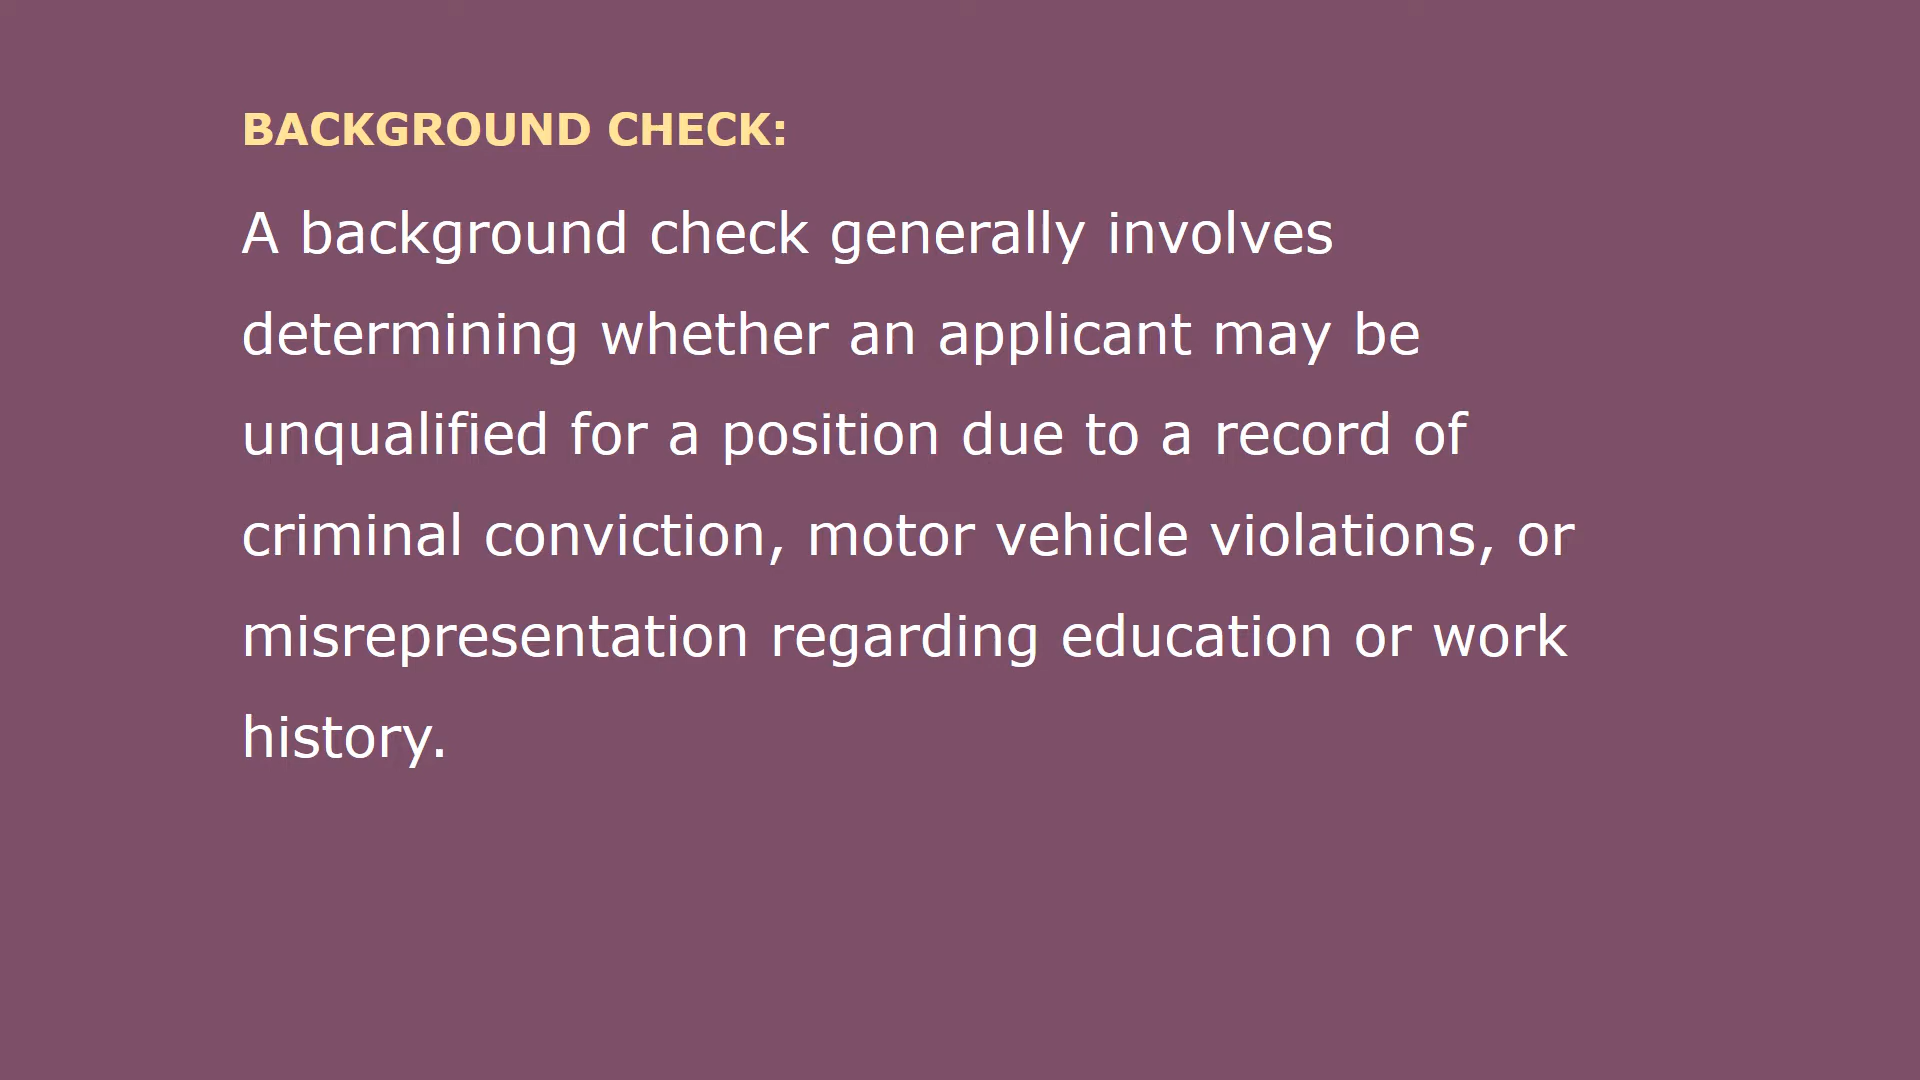 BACKGROUND CHECK:
A background check generally involves
determining whether an applicant may be
unqualified for a position due to a record of
criminal conviction, motor vehicle violations, or
misrepresentation regarding education or work
history.